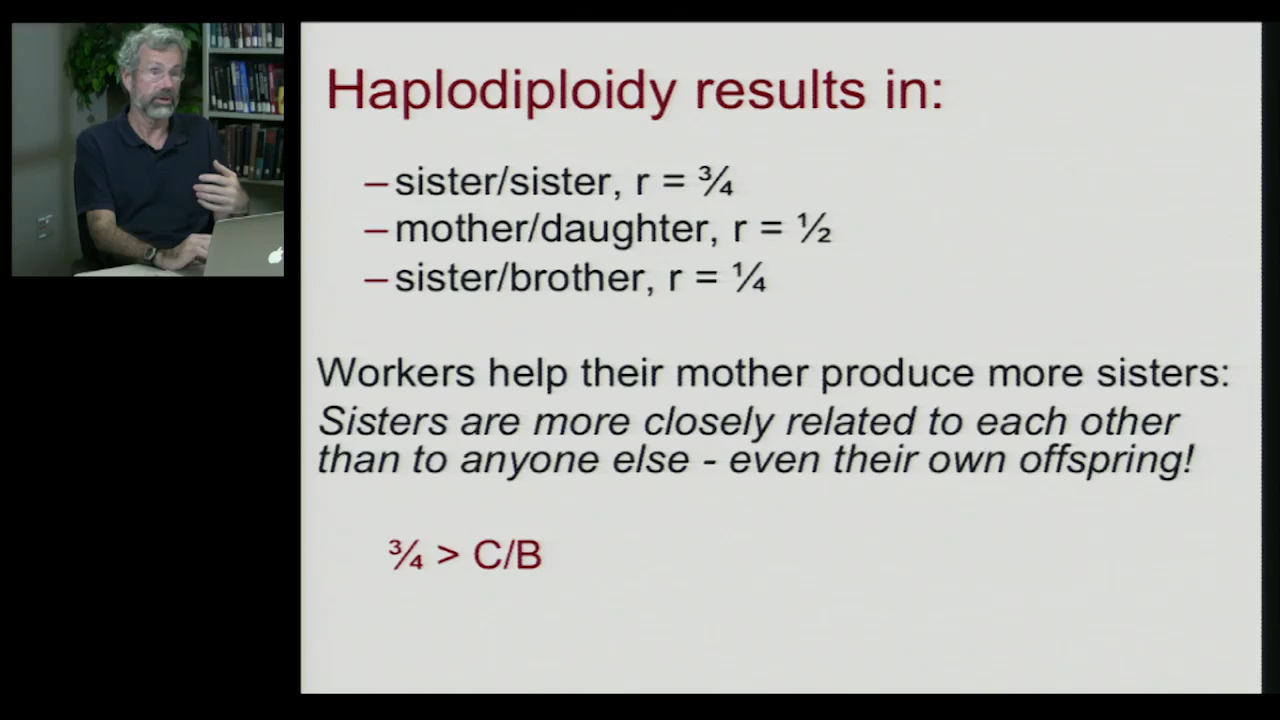 Haplodiploidy results in:
– sister/sister, r = ¾
– mother/daughter, r = ½
– sister/brother, r = ¼
Workers help their mother produce more sisters:
Sisters are more closely related to each other
than to anyone else - even their own offspring!
¾ > C/B